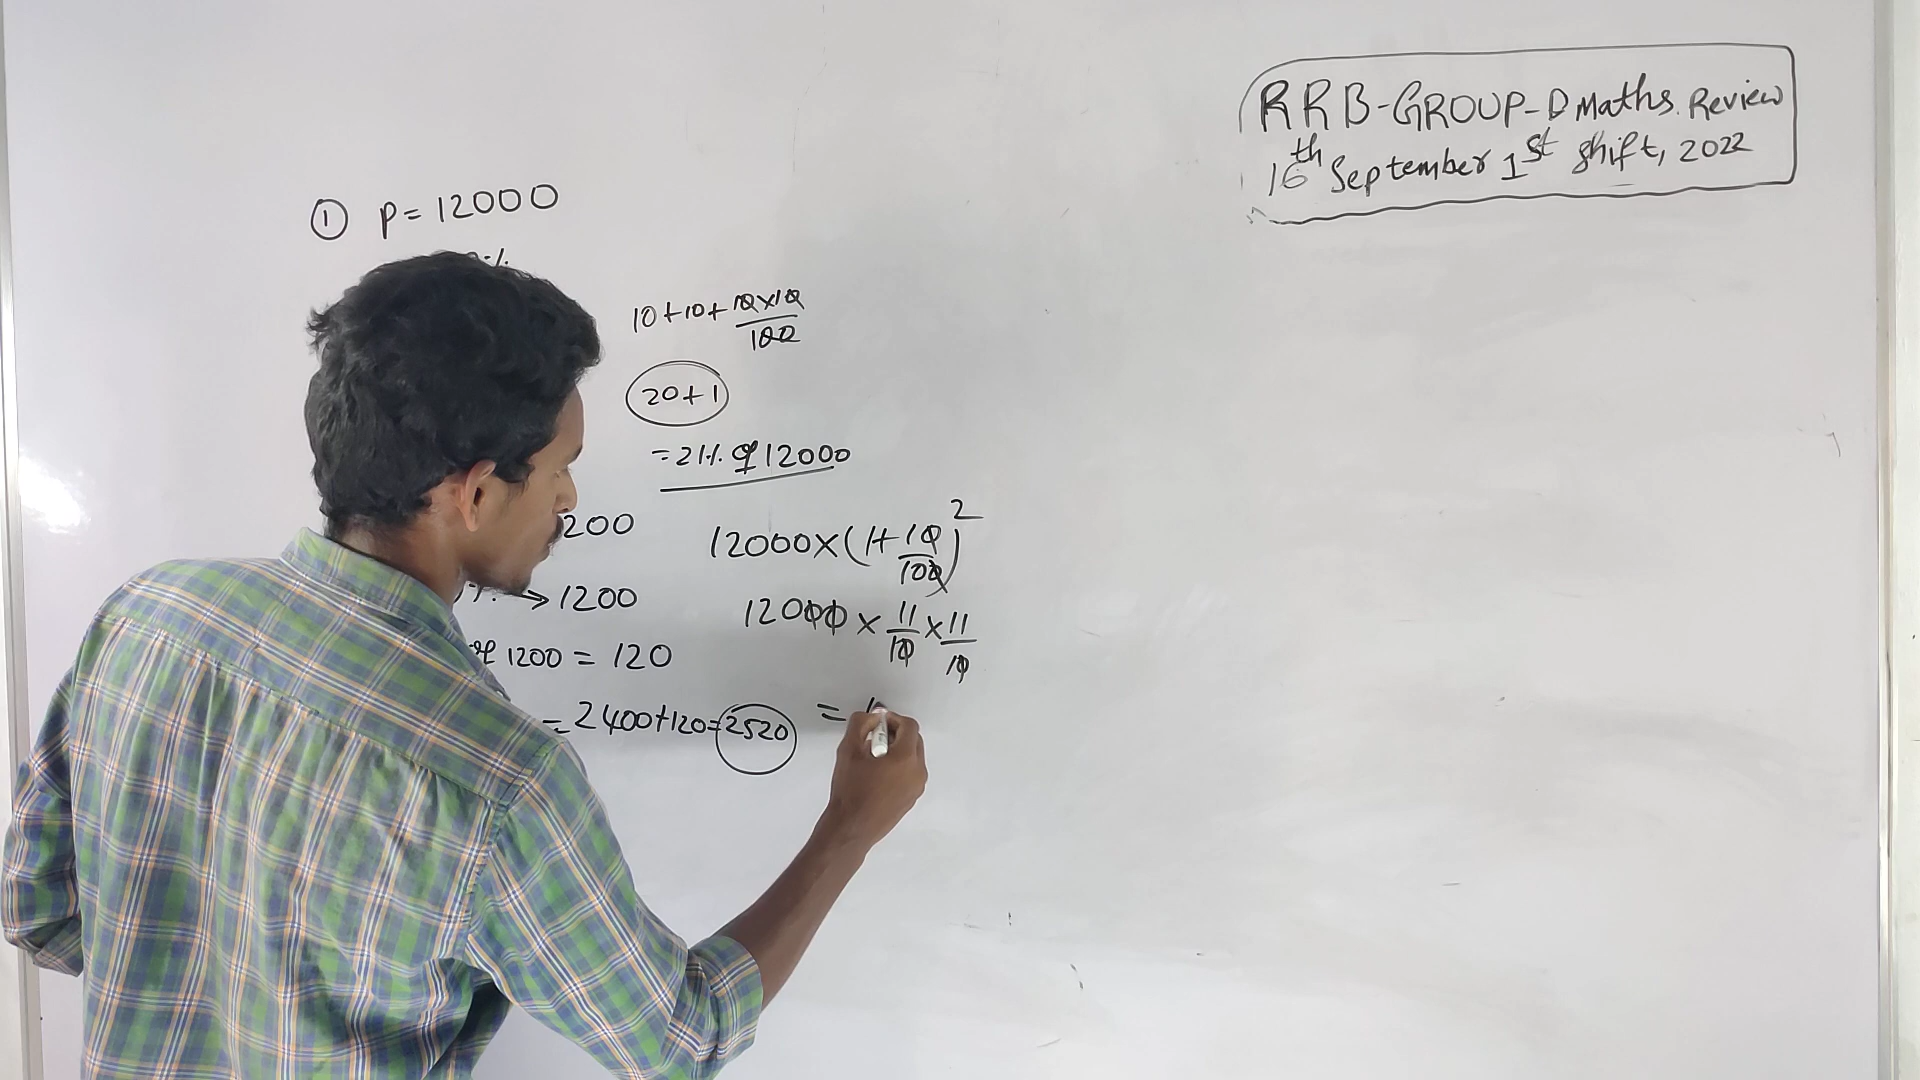 RRB-GROUP-D Maths. Review
16th September 1st shift, 2022
① P = 12000
%
10+10+ 10×10/100
20+1
=21% of 12000
200
% → 1200
of 1200 = 120
= 2400+120=2520
12000×(1+10/100)²
12000 × 11/10 × 11/10
=